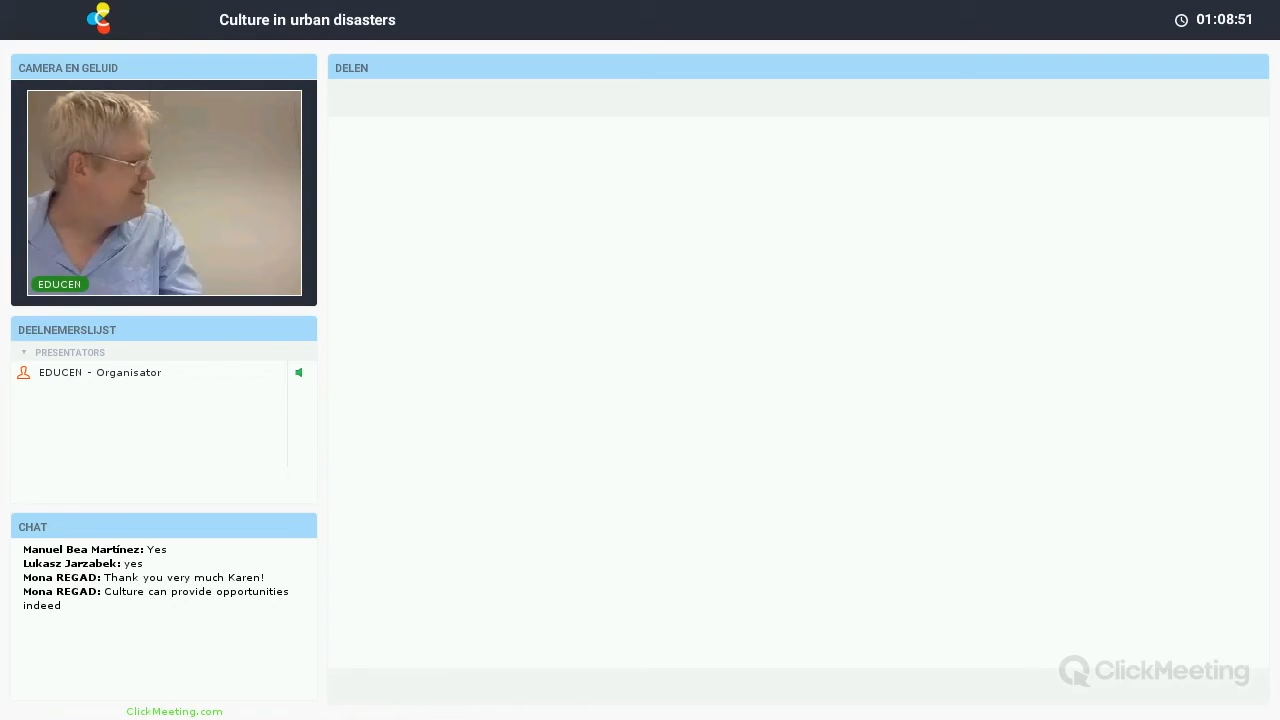 Culture in urban disasters
01:08:51
CAMERA EN GELUID
EDUCEN
DEELNEMERSLIJST
PRESENTATORS
EDUCEN - Organisator
CHAT
Manuel Bea Martínez: Yes
Lukasz Jarzabek: yes
Mona REGAD: Thank you very much Karen!
Mona REGAD: Culture can provide opportunities
indeed
ClickMeeting.com
DELEN
ClickMeeting